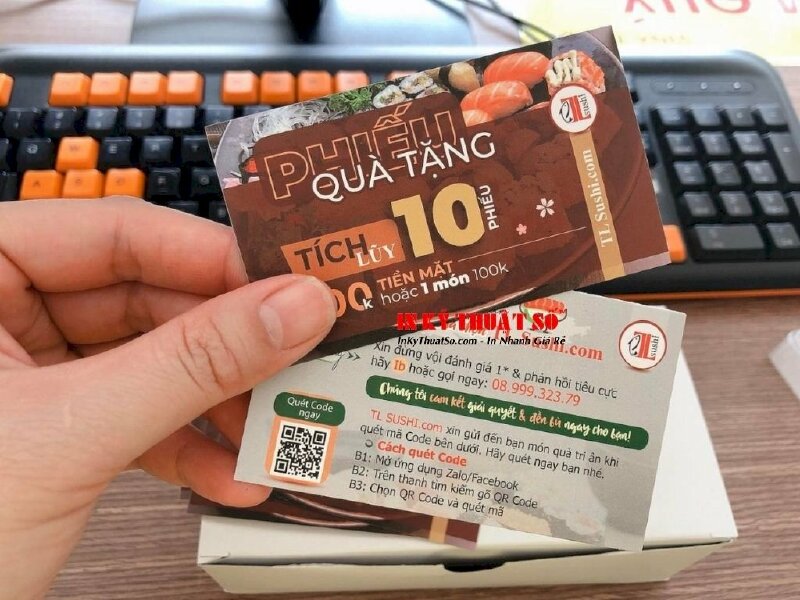 PHIẾU
QUÀ TẶNG
TÍCH LŨY 10 PHIẾU
TIỀN MẶT
hoặc 1 món 100k
TL Sushi.com
sushi
IN KỸ THUẬT SỐ
InKyThuatSo.com - In Nhanh Giá Rẻ
Sushi.com
sushi
Xin đừng vội đánh giá 1* & phản hồi tiêu cực
hãy Ib hoặc gọi ngay: 08.999.323.79
Chúng tôi cam kết giải quyết & đền bù ngay cho bạn!
Quét Code
ngay
TL SUSHI.com xin gửi đến bạn món quà tri ân khi
quét mã Code bên dưới. Hãy quét ngay bạn nhé.
Cách quét Code
B1: Mở ứng dụng Zalo/Facebook
B2: Trên thanh tìm kiếm gõ QR Code
B3: Chọn QR Code và quét mã